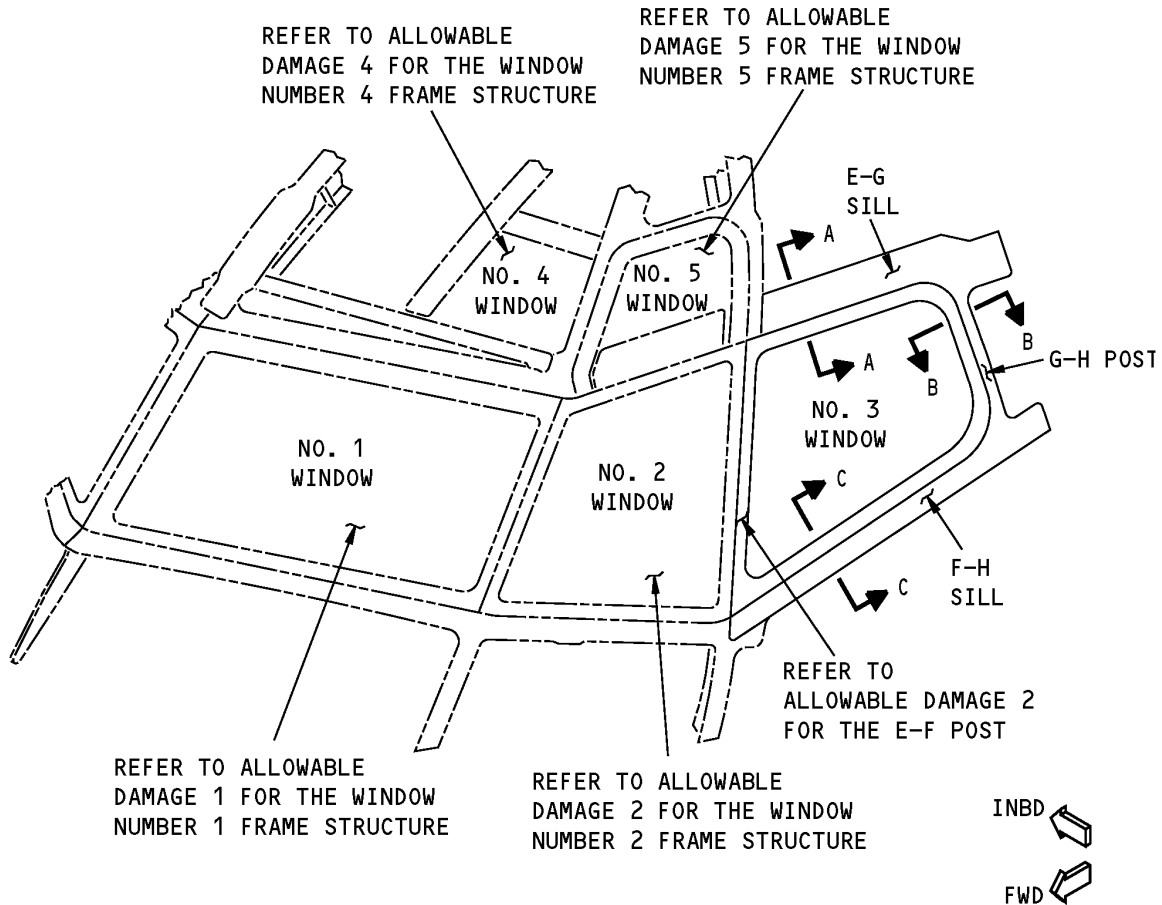 REFER TO ALLOWABLE
DAMAGE 4 FOR THE WINDOW
NUMBER 4 FRAME STRUCTURE
REFER TO ALLOWABLE
DAMAGE 5 FOR THE WINDOW
NUMBER 5 FRAME STRUCTURE
E-G
SILL
A
NO. 4
WINDOW
NO. 5
WINDOW
B
G-H POST
A
B
NO. 3
WINDOW
NO. 1
WINDOW
NO. 2
WINDOW
C
F-H
SILL
C
REFER TO
ALLOWABLE DAMAGE 2
FOR THE E-F POST
REFER TO ALLOWABLE
DAMAGE 1 FOR THE WINDOW
NUMBER 1 FRAME STRUCTURE
REFER TO ALLOWABLE
DAMAGE 2 FOR THE WINDOW
NUMBER 2 FRAME STRUCTURE
INBD
FWD